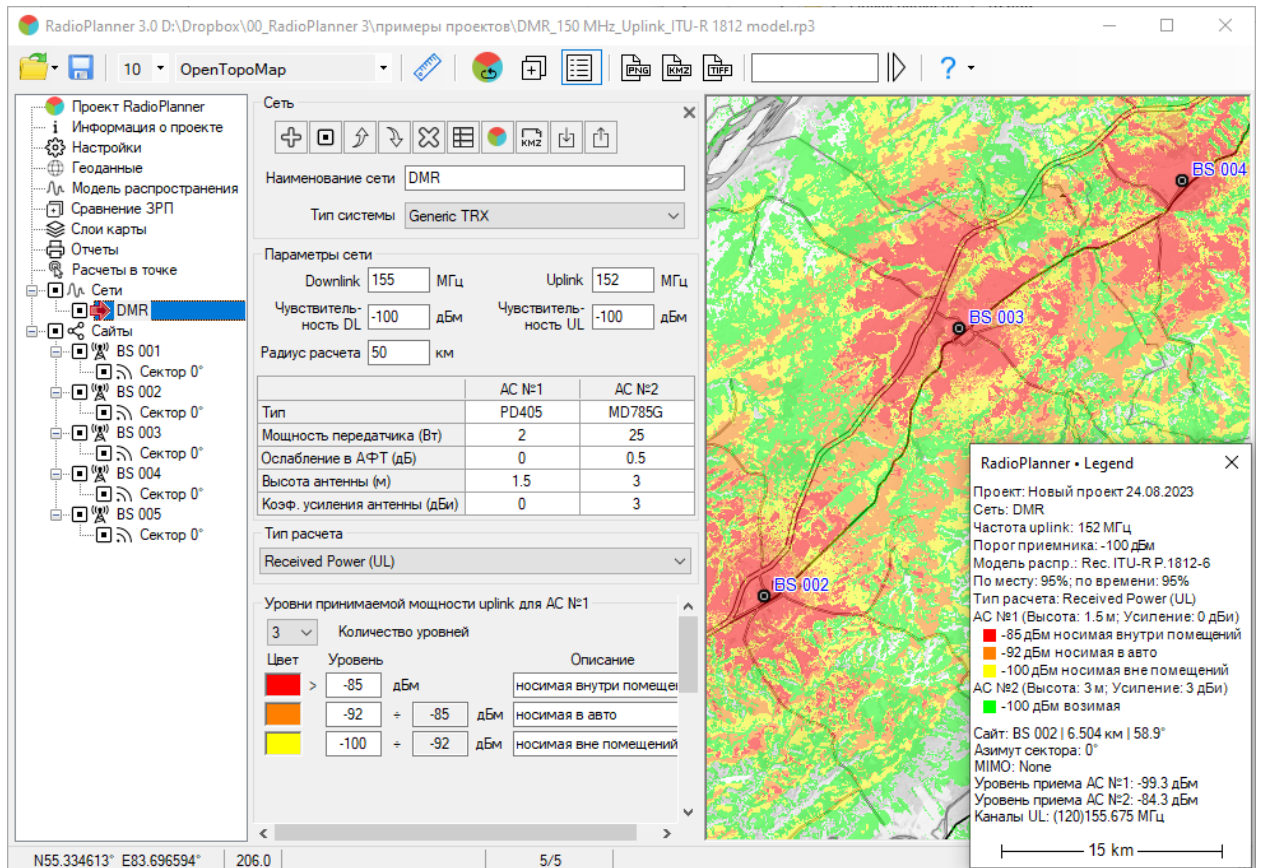 RadioPlanner 3.0 D:\Dropbox\00_RadioPlanner 3\примеры проектов\DMR_150 MHz_Uplink_ITU-R 1812 model.rp3
10 OpenTopoMap PNG KMZ TIFF ?
Проект RadioPlanner
Информация о проекте
Настройки
Геоданные
Модель распространения
Сравнение ЗРП
Слои карты
Отчеты
Расчеты в точке
Сети
DMR
Сайты
BS 001
Сектор 0°
BS 002
Сектор 0°
BS 003
Сектор 0°
BS 004
Сектор 0°
BS 005
Сектор 0°
Сеть
KMZ
Наименование сети DMR
Тип системы Generic TRX
Параметры сети
Downlink 155 МГц Uplink 152 МГц
Чувствитель- Чувствитель-
ность DL -100 дБм ность UL -100 дБм
Радиус расчета 50 км
АС №1 АС №2
Тип PD405 MD785G
Мощность передатчика (Вт) 2 25
Ослабление в АФТ (дБ) 0 0.5
Высота антенны (м) 1.5 3
Коэф. усиления антенны (дБи) 0 3
Тип расчета
Received Power (UL)
Уровни принимаемой мощности uplink для АС №1
3 Количество уровней
Цвет Уровень Описание
> -85 дБм носимая внутри помеще
-92 ÷ -85 дБм носимая в авто
-100 ÷ -92 дБм носимая вне помещений
BS 004
BS 003
BS 002
RadioPlanner • Legend
Проект: Новый проект 24.08.2023
Сеть: DMR
Частота uplink: 152 МГц
Порог приемника: -100 дБм
Модель распр.: Rec. ITU-R P.1812-6
По месту: 95%; по времени: 95%
Тип расчета: Received Power (UL)
АС №1 (Высота: 1.5 м; Усиление: 0 дБи)
-85 дБм носимая внутри помещений
-92 дБм носимая в авто
-100 дБм носимая вне помещений
АС №2 (Высота: 3 м; Усиление: 3 дБи)
-100 дБм возимая
Сайт: BS 002 | 6.504 км | 58.9°
Азимут сектора: 0°
MIMO: None
Уровень приема АС №1: -99.3 дБм
Уровень приема АС №2: -84.3 дБм
Каналы UL: (120)155.675 МГц
15 km
N55.334613° E83.696594° 206.0 5/5